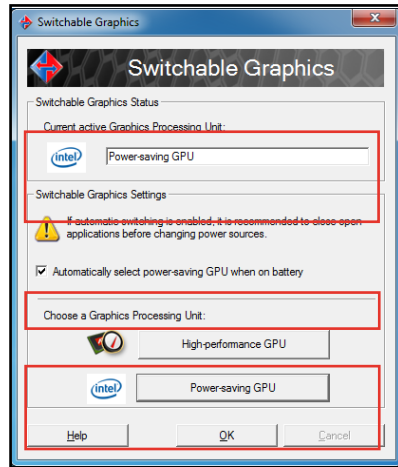 Switchable Graphics
Switchable Graphics
Switchable Graphics Status
Current active Graphics Processing Unit:
intel
Power-saving GPU
Switchable Graphics Settings
If automatic switching is enabled, it is recommended to close open
applications before changing power sources.
Automatically select power-saving GPU when on battery
Choose a Graphics Processing Unit:
High-performance GPU
intel
Power-saving GPU
Help OK Cancel